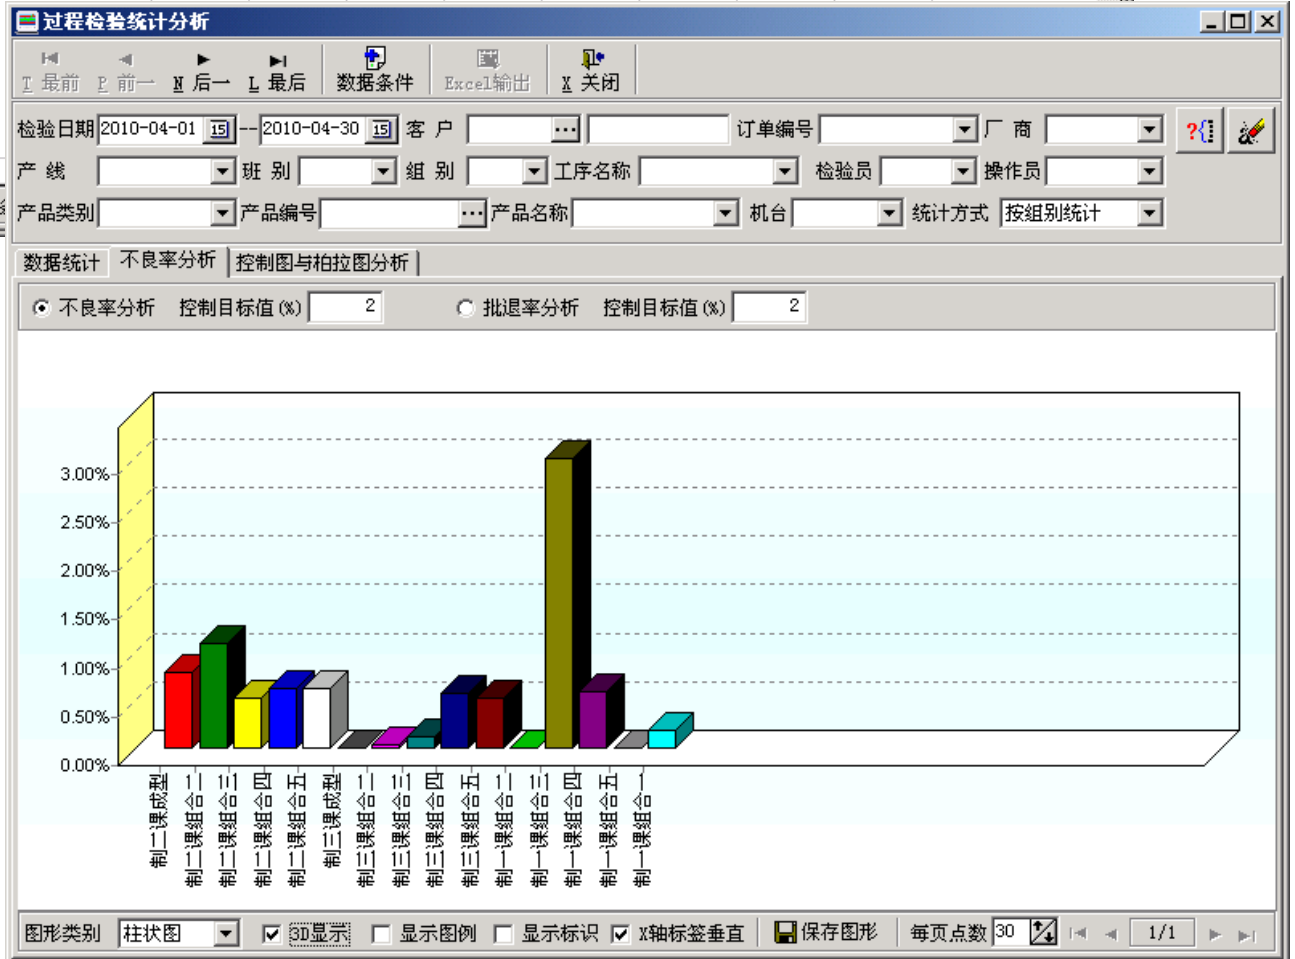 过程检验统计分析
T 最前 P 前一 N 后一 L 最后 数据条件 Excel输出 X 关闭
检验日期 2010-04-01 15 -- 2010-04-30 15 客 户 ... 订单编号 厂 商
产 线 班 别 组 别 工序名称 检验员 操作员
产品类别 产品编号 ... 产品名称 机台 统计方式 按组别统计
数据统计 不良率分析 控制图与柏拉图分析
不良率分析 控制目标值(%) 2 批退率分析 控制目标值(%) 2
3.00%
2.50%
2.00%
1.50%
1.00%
0.50%
0.00%
制二课成型
制二课组合二
制二课组合三
制二课组合四
制二课组合五
制三课成型
制三课组合二
制三课组合三
制三课组合四
制三课组合五
制一课组合二
制一课组合三
制一课组合四
制一课组合五
制一课组合一
图形类别 柱状图 3D显示 显示图例 显示标识 X轴标签垂直 保存图形 每页点数 30 1/1